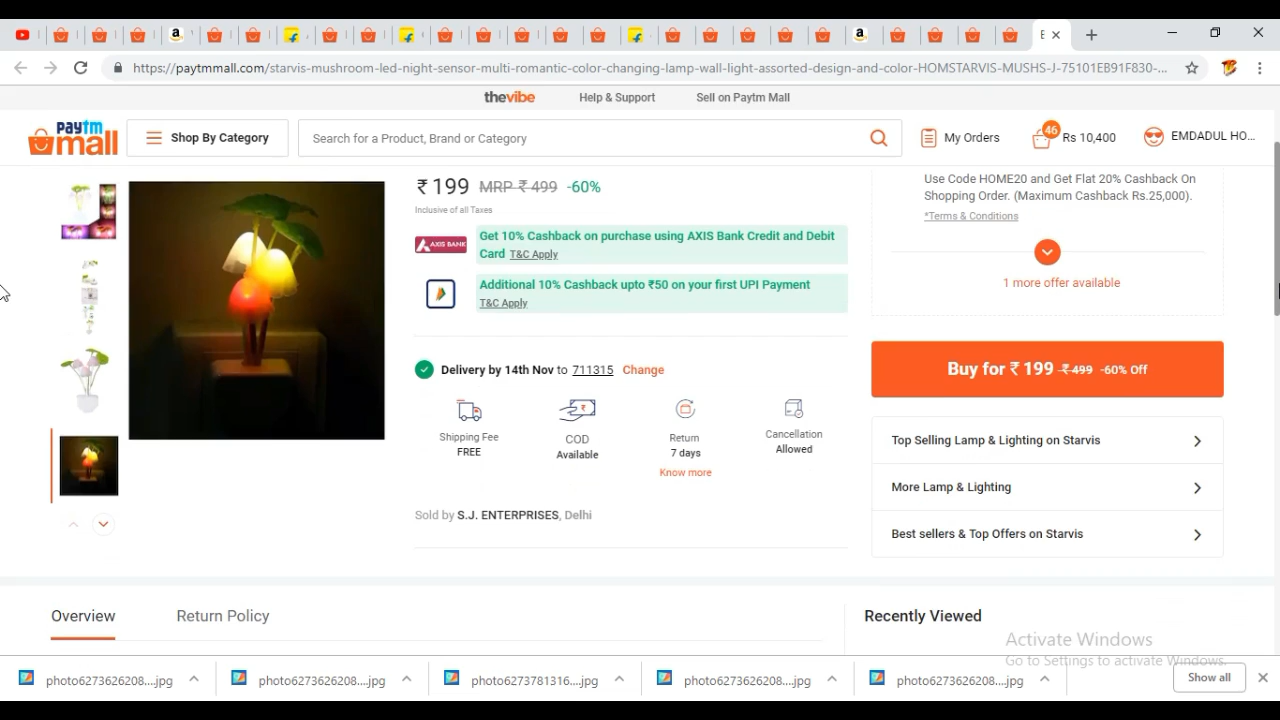 https://paytmmall.com/starvis-mushroom-led-night-sensor-multi-romantic-color-changing-lamp-wall-light-assorted-design-and-color-HOMSTARVIS-MUSHS-J-75101EB91F830-...
thevibe Help & Support Sell on Paytm Mall
paytm mall
Shop By Category
Search for a Product, Brand or Category
My Orders
46
Rs 10,400
EMDADUL HO...
₹ 199 MRP ₹ 499 -60%
Inclusive of all Taxes
AXIS BANK
Get 10% Cashback on purchase using AXIS Bank Credit and Debit
Card T&C Apply
Additional 10% Cashback upto ₹50 on your first UPI Payment
T&C Apply
Delivery by 14th Nov to 711315 Change
Shipping Fee
FREE
COD
Available
Return
7 days
Know more
Cancellation
Allowed
Sold by S.J. ENTERPRISES, Delhi
Use Code HOME20 and Get Flat 20% Cashback On
Shopping Order. (Maximum Cashback Rs.25,000).
*Terms & Conditions
1 more offer available
Buy for ₹ 199 ₹ 499 -60% Off
Top Selling Lamp & Lighting on Starvis
More Lamp & Lighting
Best sellers & Top Offers on Starvis
Overview Return Policy
Recently Viewed
Activate Windows
Go to Settings to activate Windows.
photo6273626208....jpg
photo6273626208....jpg
photo6273781316....jpg
photo6273626208....jpg
photo6273626208....jpg
Show all